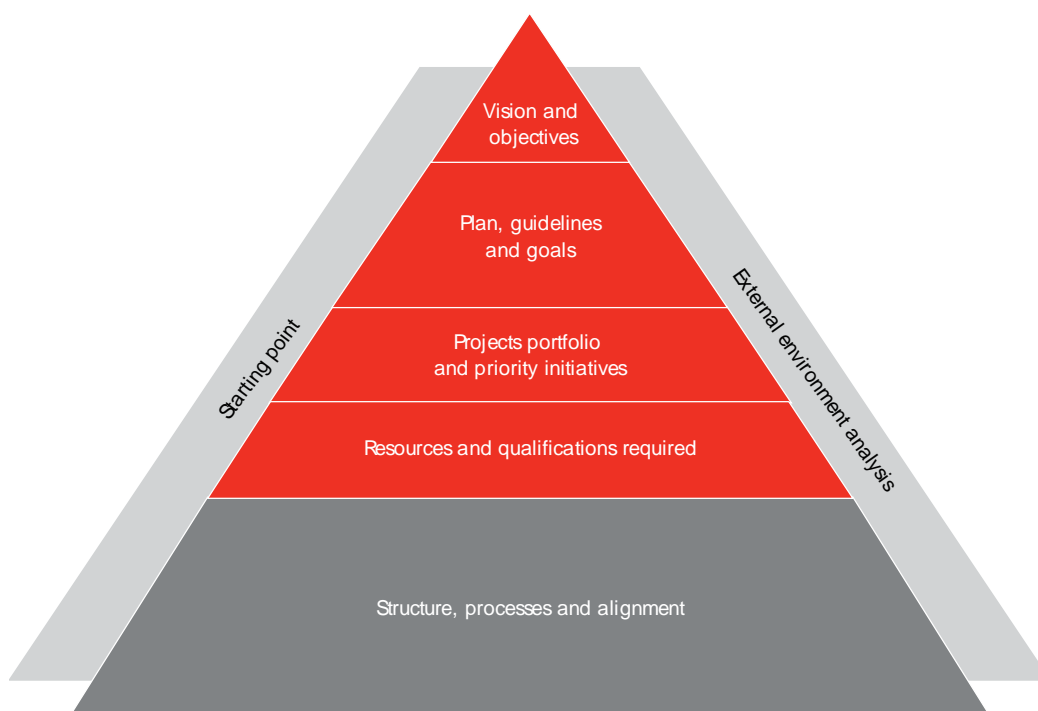 Vision and
objectives
Plan, guidelines
and goals
Projects portfolio
and priority initiatives
Resources and qualifications required
Structure, processes and alignment
Starting point
External environment analysis